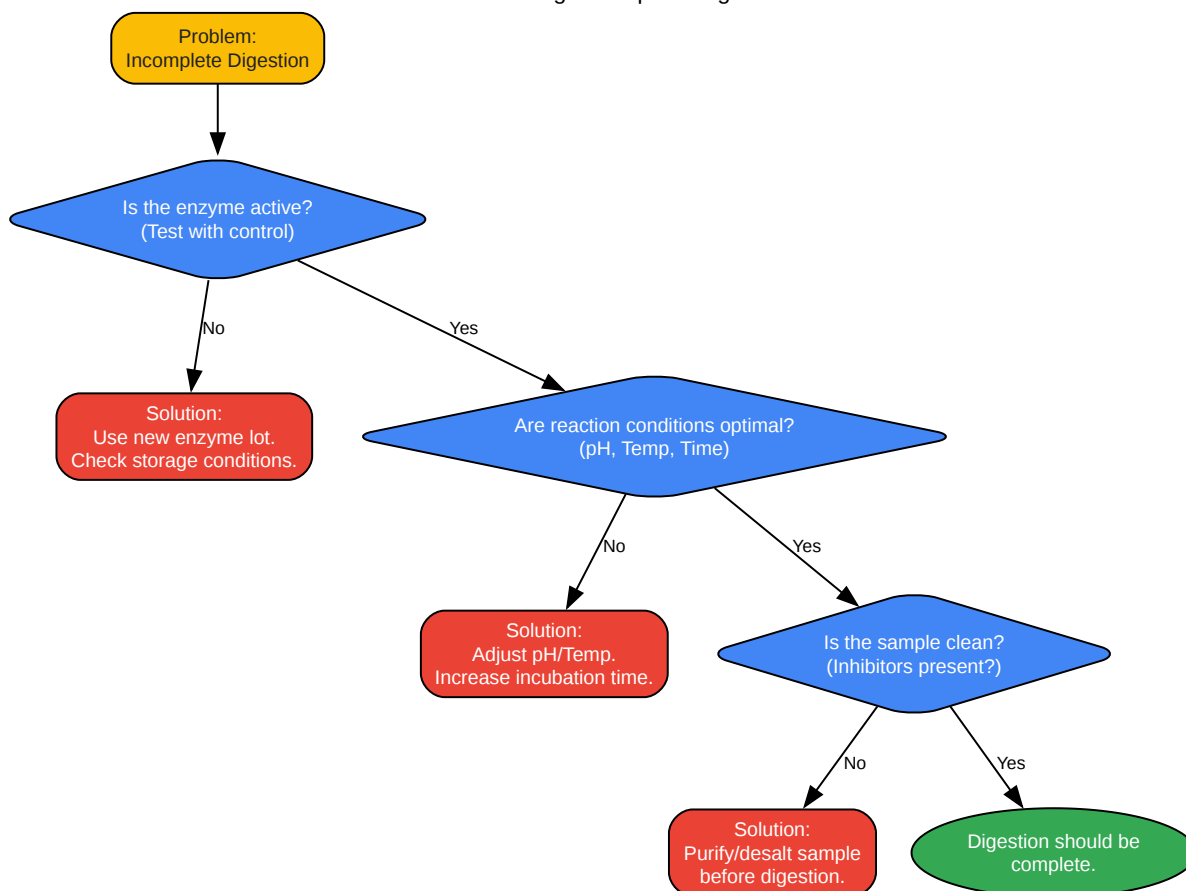 Problem:
Incomplete Digestion
Is the enzyme active?
(Test with control)
No
Yes
Solution:
Use new enzyme lot.
Check storage conditions.
Are reaction conditions optimal?
(pH, Temp, Time)
No
Yes
Solution:
Adjust pH/Temp.
Increase incubation time.
Is the sample clean?
(Inhibitors present?)
No
Yes
Solution:
Purify/desalt sample
before digestion.
Digestion should be
complete.